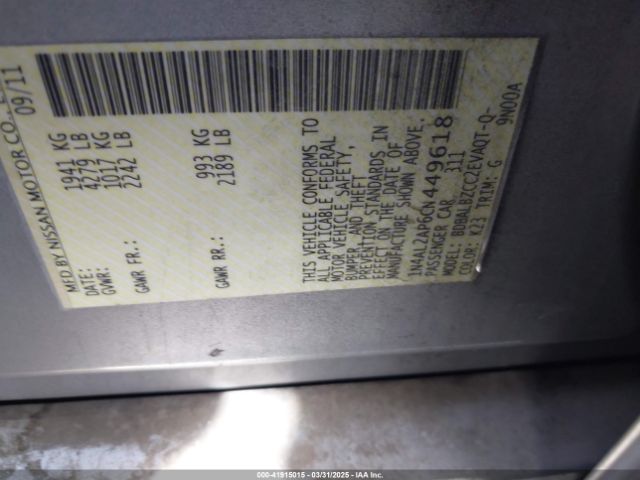 MFD BY NISSAN MOTOR CO.,
DATE: 09/11
GVWR: 1941 KG
4279 LB
GAWR FR.: 1017 KG
2242 LB
GAWR RR.: 993 KG
2189 LB
THIS VEHICLE CONFORMS TO
ALL APPLICABLE FEDERAL
MOTOR VEHICLE SAFETY,
BUMPER, AND THEFT
PREVENTION STANDARDS IN
EFFECT ON THE DATE OF
MANUFACTURE SHOWN ABOVE.
1N4AL2AP6CN449618
PASSENGER CAR 311
MODEL: BDBALBZCC2EVAQT-Q-
COLOR: K23 TRIM: G 9N00A
000-41915015 - 03/31/2025 - IAA Inc.